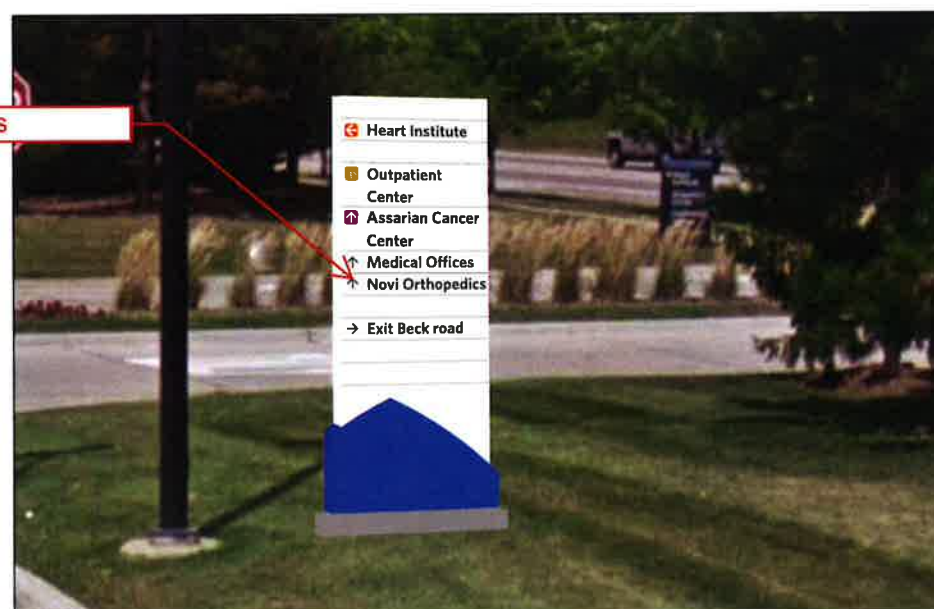 S
← Heart Institute
Outpatient
Center
↑ Assarian Cancer
Center
↑ Medical Offices
↑ Novi Orthopedics
→ Exit Beck road